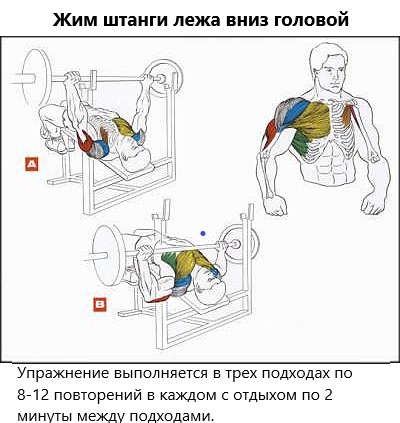 Жим штанги лежа вниз головой
A
B
Упражнение выполняется в трех подходах по
8-12 повторений в каждом с отдыхом по 2
минуты между подходами.